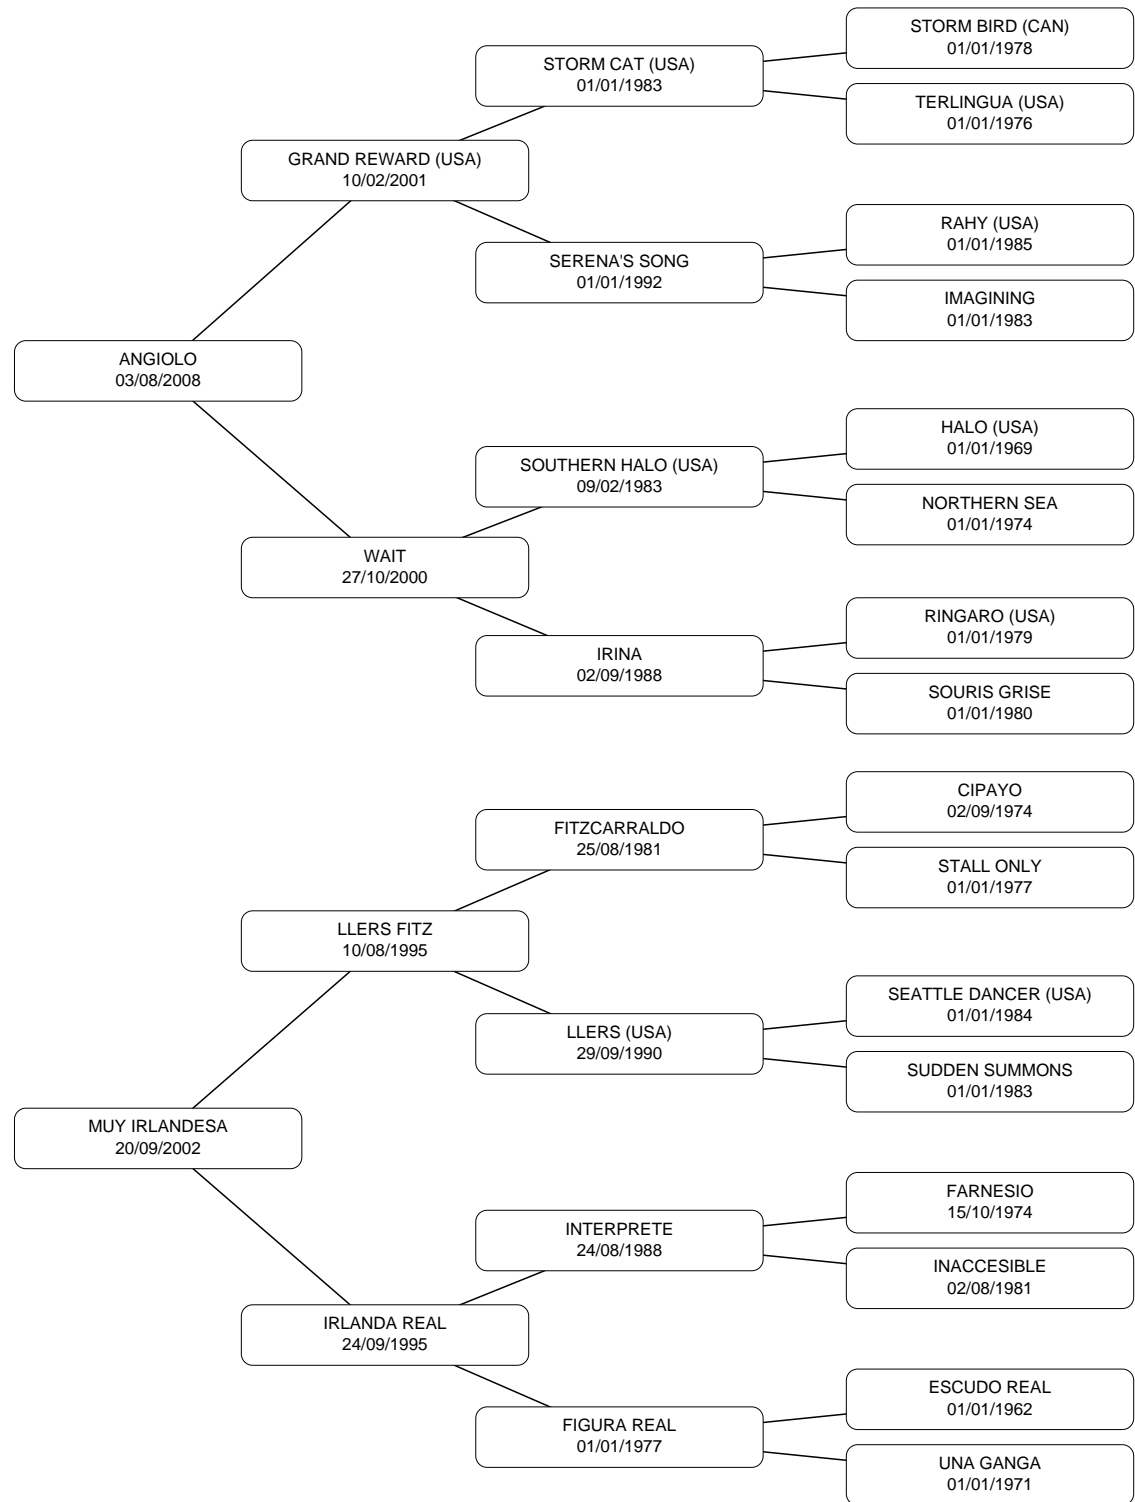 STORM BIRD (CAN)
01/01/1978
STORM CAT (USA)
01/01/1983
TERLINGUA (USA)
01/01/1976
GRAND REWARD (USA)
10/02/2001
RAHY (USA)
01/01/1985
SERENA'S SONG
01/01/1992
IMAGINING
01/01/1983
ANGIOLO
03/08/2008
HALO (USA)
01/01/1969
SOUTHERN HALO (USA)
09/02/1983
NORTHERN SEA
01/01/1974
WAIT
27/10/2000
RINGARO (USA)
01/01/1979
IRINA
02/09/1988
SOURIS GRISE
01/01/1980
CIPAYO
02/09/1974
FITZCARRALDO
25/08/1981
STALL ONLY
01/01/1977
LLERS FITZ
10/08/1995
SEATTLE DANCER (USA)
01/01/1984
LLERS (USA)
29/09/1990
SUDDEN SUMMONS
01/01/1983
MUY IRLANDESA
20/09/2002
FARNESIO
15/10/1974
INTERPRETE
24/08/1988
INACCESIBLE
02/08/1981
IRLANDA REAL
24/09/1995
ESCUDO REAL
01/01/1962
FIGURA REAL
01/01/1977
UNA GANGA
01/01/1971